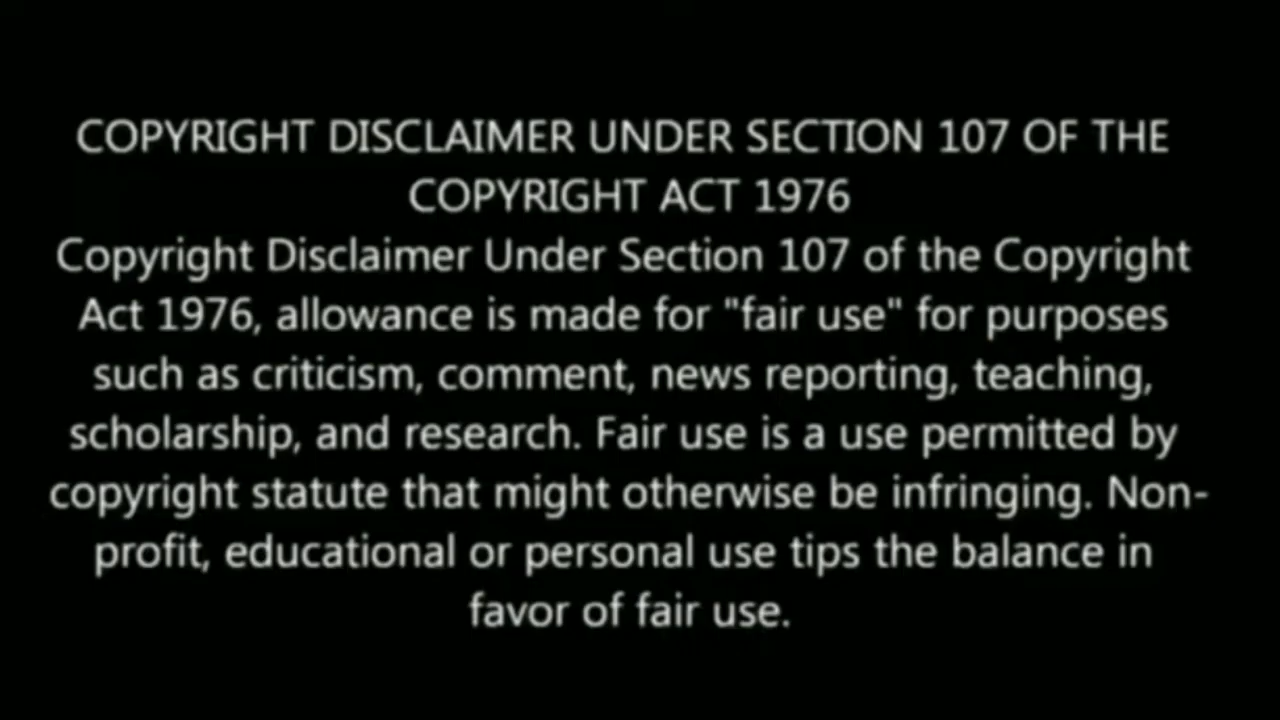 COPYRIGHT DISCLAIMER UNDER SECTION 107 OF THE
COPYRIGHT ACT 1976
Copyright Disclaimer Under Section 107 of the Copyright
Act 1976, allowance is made for "fair use" for purposes
such as criticism, comment, news reporting, teaching,
scholarship, and research. Fair use is a use permitted by
copyright statute that might otherwise be infringing. Non-
profit, educational or personal use tips the balance in
favor of fair use.